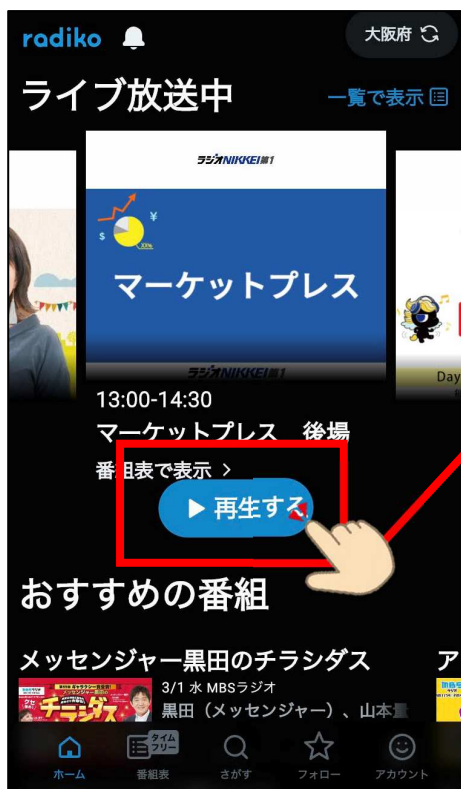 radiko
大阪府
ライブ放送中
一覧で表示
ラジオNIKKEI第1
¥
$
マーケットプレス
ラジオNIKKEI第1
Day
13:00-14:30
マーケットプレス 後場
番組表で表示 >
再生する
おすすめの番組
メッセンジャー黒田のチラシダス
ア
3/1 水 MBSラジオ
チラシダス
黒田（メッセンジャー）、山本
タイムフリー
ホーム
番組表
さがす
フォロー
アカウント